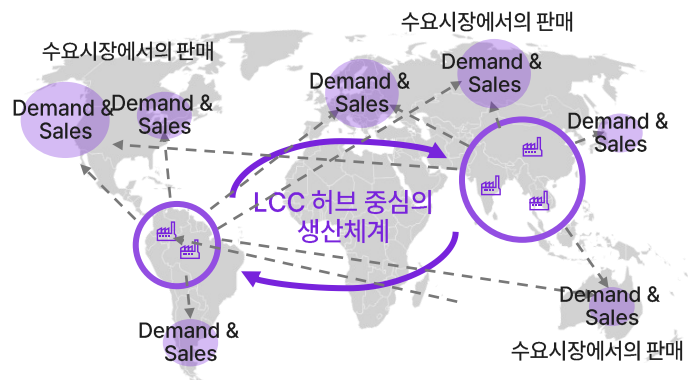 수요시장에서의 판매
수요시장에서의 판매
Demand &
Sales
Demand &
Sales
Demand &
Sales
Demand &
Sales
Demand &
Sales
LCC 허브 중심의
생산체계
Demand &
Sales
Demand &
Sales
수요시장에서의 판매